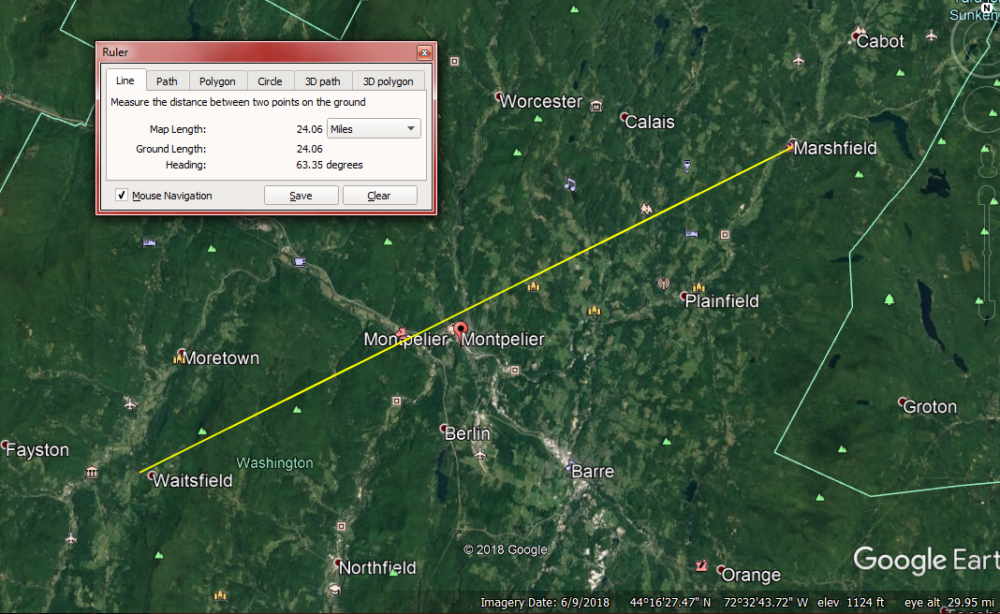 Sunken
N
Cabot
Ruler
Line Path Polygon Circle 3D path 3D polygon
Measure the distance between two points on the ground
Map Length: 24.06 Miles
Ground Length: 24.06
Heading: 63.35 degrees
Mouse Navigation Save Clear
Worcester
Calais
Marshfield
Plainfield
Montpelier Montpelier
Moretown
Groton
Berlin
Fayston
Washington
Waitsfield
Barre
© 2018 Google
Google Eart
Northfield
Orange
Imagery Date: 6/9/2018 44°16'27.47" N 72°32'43.72" W elev 1124 ft eye alt 29.95 mi